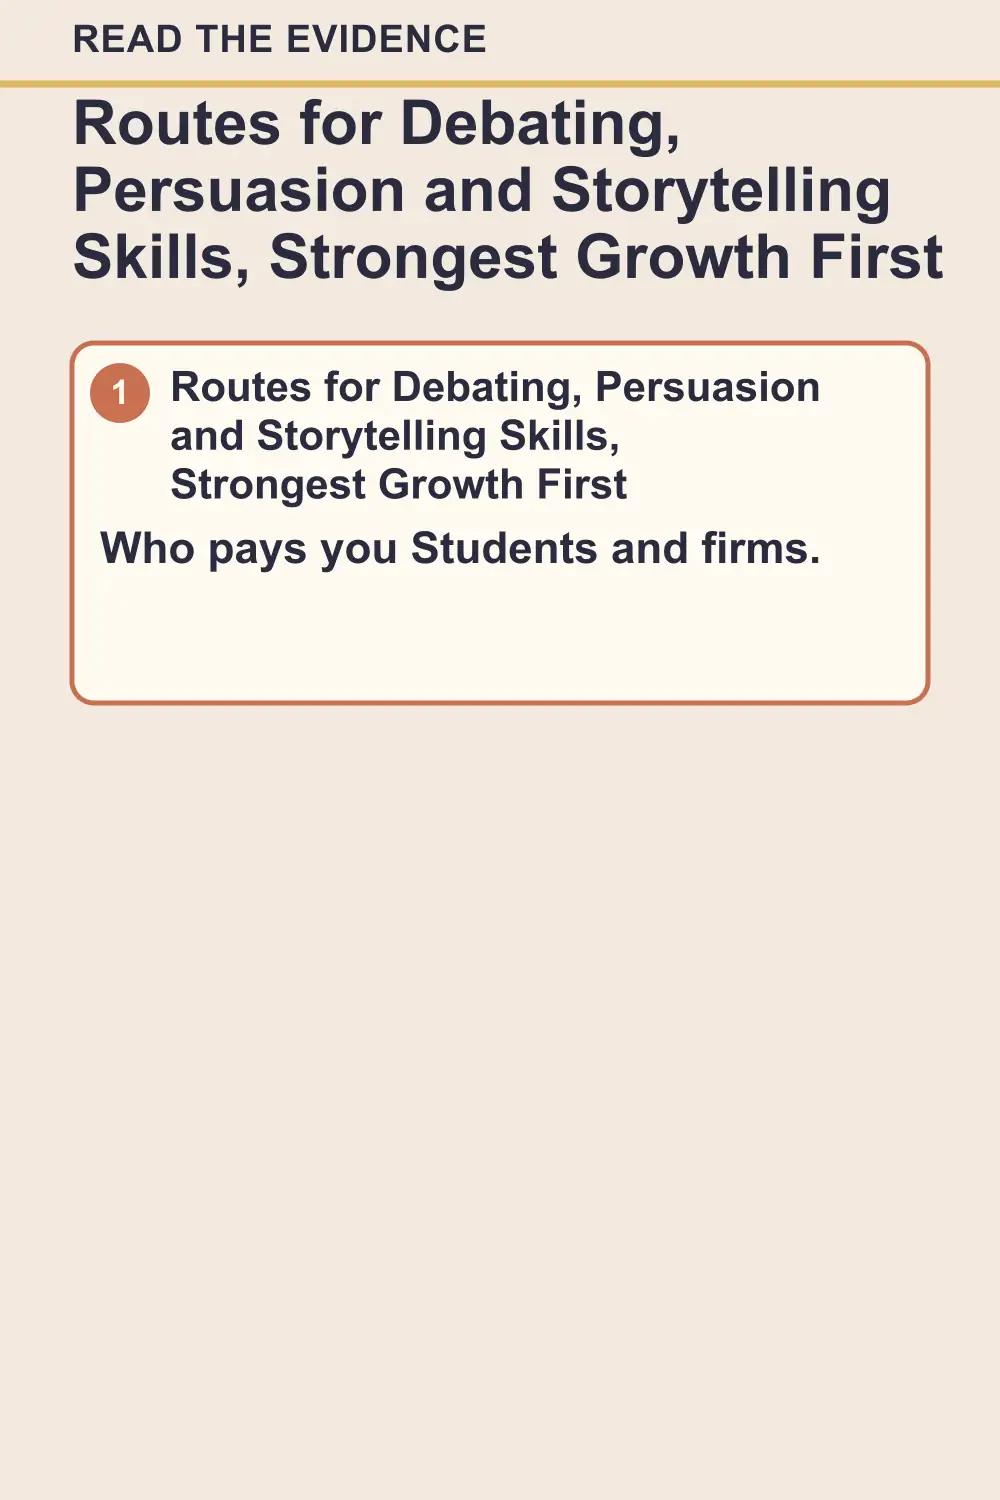 READ THE EVIDENCE
Routes for Debating,
Persuasion and Storytelling
Skills, Strongest Growth First
1
Routes for Debating, Persuasion
and Storytelling Skills,
Strongest Growth First
Who pays you Students and firms.